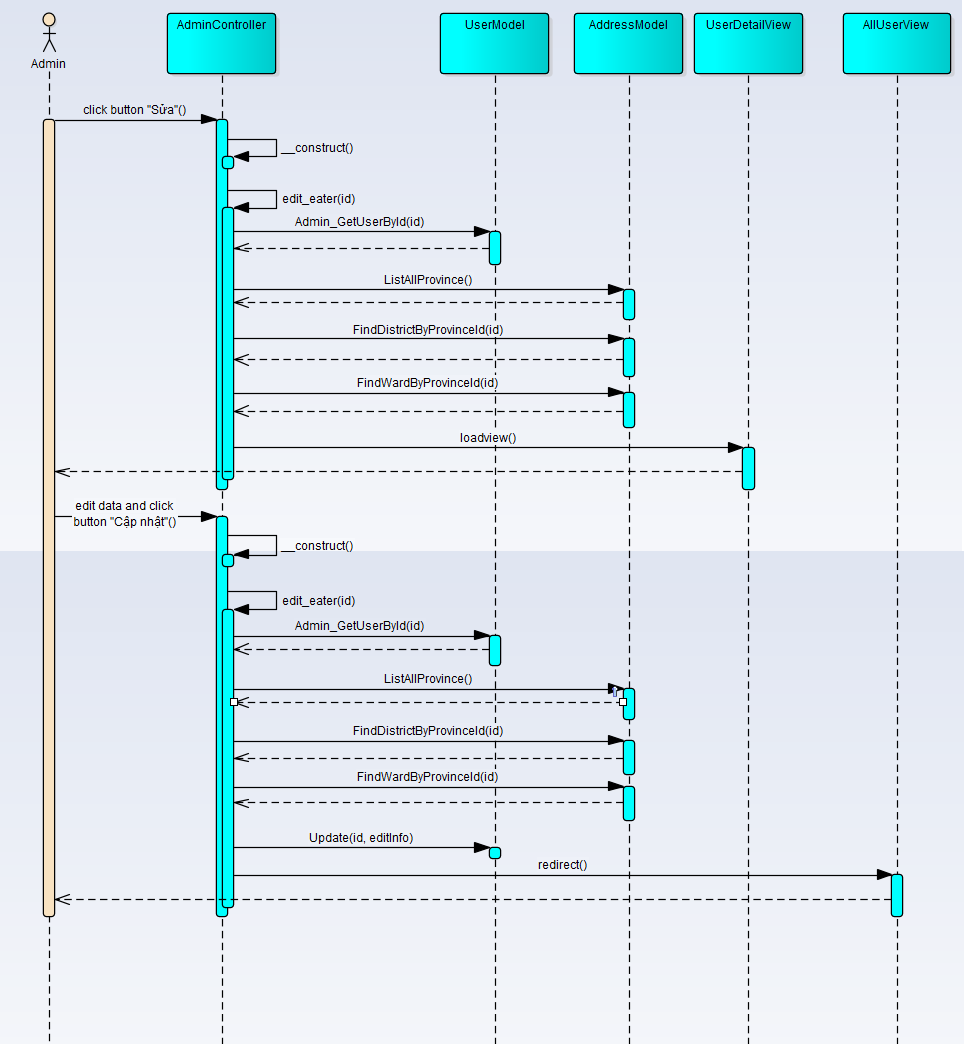 Admin
AdminController
UserModel
AddressModel
UserDetailView
AllUserView
click button "Sửa"()
__construct()
edit_eater(id)
Admin_GetUserById(id)
ListAllProvince()
FindDistrictByProvinceId(id)
FindWardByProvinceId(id)
loadview()
edit data and click
button "Cập nhật"()
__construct()
edit_eater(id)
Admin_GetUserById(id)
ListAllProvince()
FindDistrictByProvinceId(id)
FindWardByProvinceId(id)
Update(id, editInfo)
redirect()